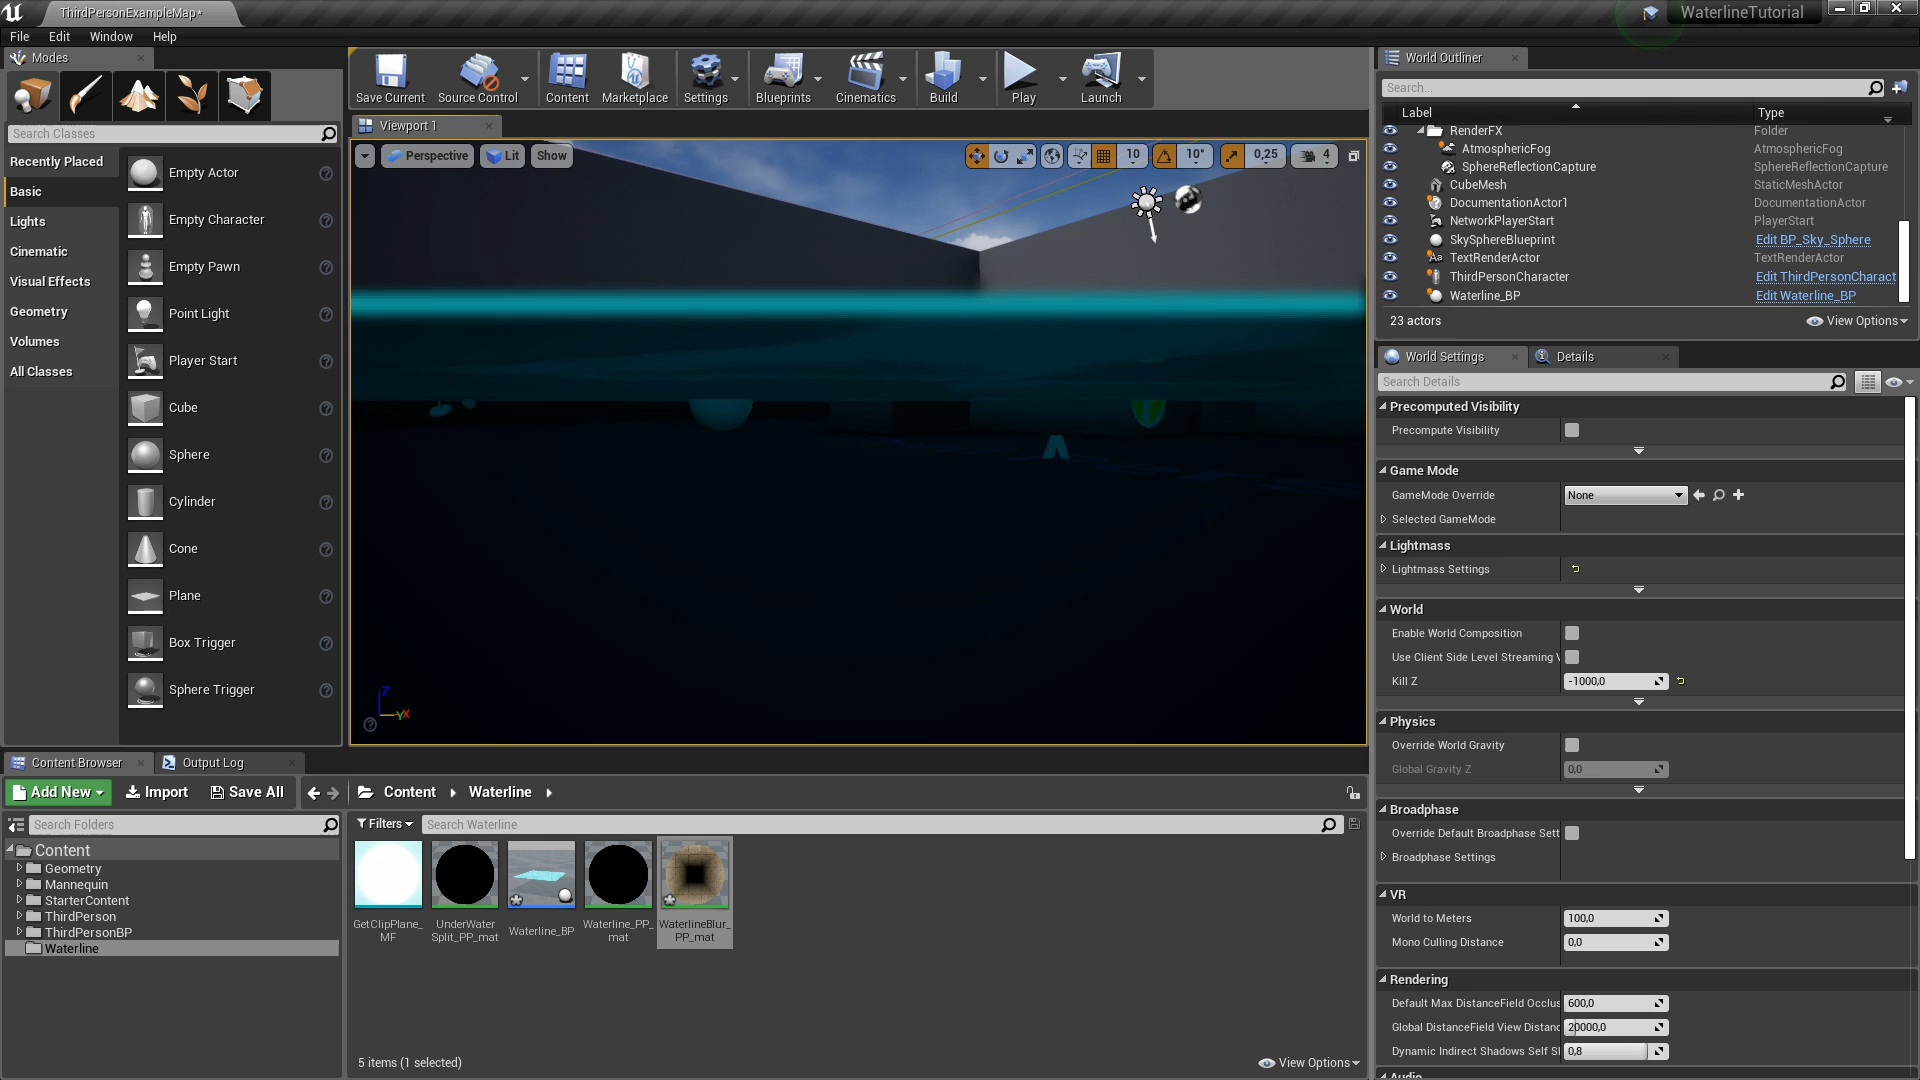 ThirdPersonExampleMap*
WaterlineTutorial
File Edit Window Help
Modes
Search Classes
Recently Placed
Basic
Lights
Cinematic
Visual Effects
Geometry
Volumes
All Classes
Empty Actor
Empty Character
Empty Pawn
Point Light
Player Start
Cube
Sphere
Cylinder
Cone
Plane
Box Trigger
Sphere Trigger
Save Current Source Control Content Marketplace Settings Blueprints Cinematics Build Play Launch
Viewport 1
Perspective Lit Show
10 10° 0,25 4
Z
Y X
World Outliner
Search...
Label Type
RenderFX Folder
AtmosphericFog AtmosphericFog
SphereReflectionCapture SphereReflectionCapture
CubeMesh StaticMeshActor
DocumentationActor1 DocumentationActor
NetworkPlayerStart PlayerStart
SkySphereBlueprint Edit BP_Sky_Sphere
TextRenderActor TextRenderActor
ThirdPersonCharacter Edit ThirdPersonCharact
Waterline_BP Edit Waterline_BP
23 actors View Options
World Settings Details
Search Details
Precomputed Visibility
Precompute Visibility
Game Mode
GameMode Override None
Selected GameMode
Lightmass
Lightmass Settings
World
Enable World Composition
Use Client Side Level Streaming V
Kill Z -1000,0
Physics
Override World Gravity
Global Gravity Z 0,0
Broadphase
Override Default Broadphase Sett
Broadphase Settings
VR
World to Meters 100,0
Mono Culling Distance 0,0
Rendering
Default Max DistanceField Occlus 600,0
Global DistanceField View Distanc 20000,0
Dynamic Indirect Shadows Self Sl 0,8
Audio
Content Browser Output Log
Add New Import Save All Content Waterline
Search Folders
Content
Geometry
Mannequin
StarterContent
ThirdPerson
ThirdPersonBP
Waterline
Filters Search Waterline
GetClipPlane_
MF
UnderWater
Split_PP_mat
Waterline_BP
Waterline_PP_
mat
WaterlineBlur_
PP_mat
5 items (1 selected) View Options